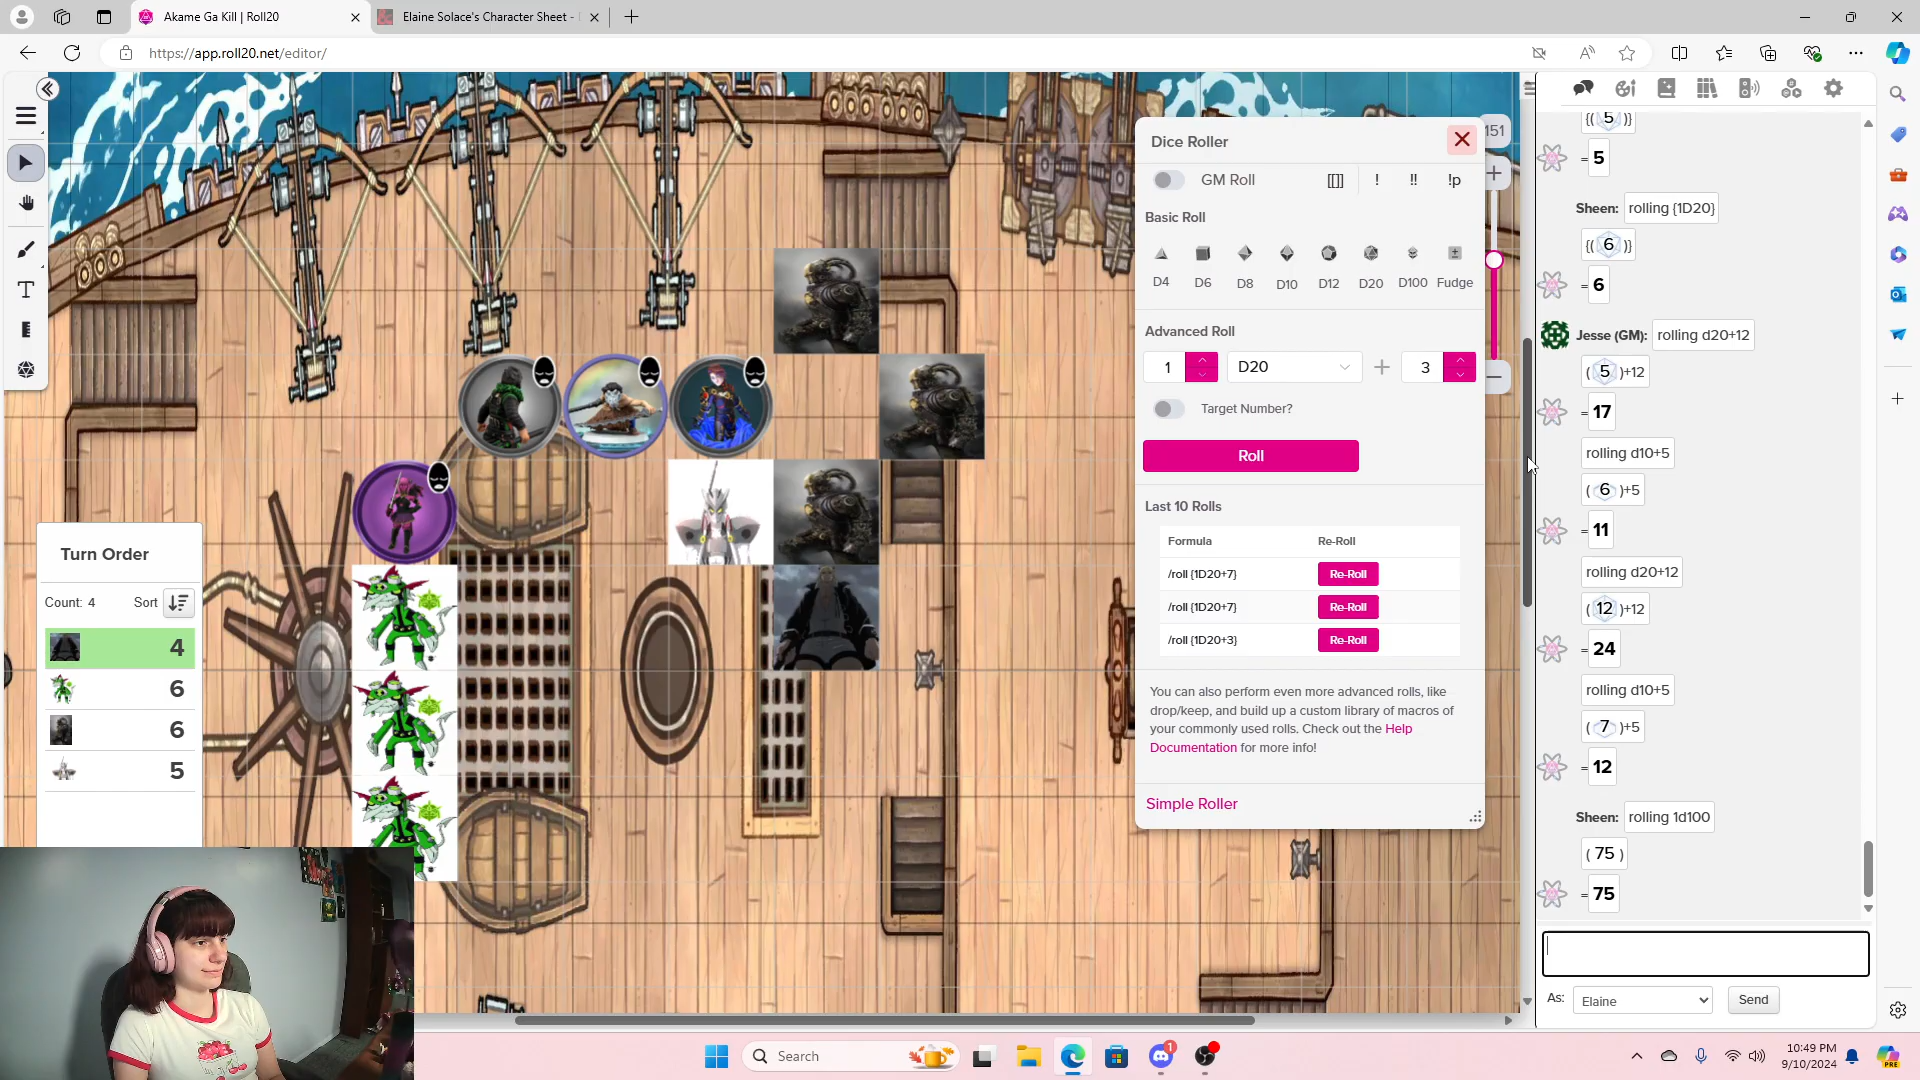 Akame Ga Kill | Roll20
Elaine Solace's Character Sheet -
https://app.roll20.net/editor/
151
Dice Roller
GM Roll
[[]]
!
!!
!p
Basic Roll
D4
D6
D8
D10
D12
D20
D100
Fudge
Advanced Roll
1
D20
3
Target Number?
Roll
Last 10 Rolls
Formula
Re-Roll
/roll {1D20+7}
Re-Roll
/roll {1D20+7}
Re-Roll
/roll {1D20+3}
Re-Roll
You can also perform even more advanced rolls, like
drop/keep, and build up a custom library of macros of
your commonly used rolls. Check out the Help
Documentation for more info!
Simple Roller
Turn Order
Count: 4
Sort
4
6
6
5
{(5)}
=5
Sheen: rolling {1D20}
{(6)}
=6
Jesse (GM): rolling d20+12
(5)+12
=17
rolling d10+5
(6)+5
=11
rolling d20+12
(12)+12
=24
rolling d10+5
(7)+5
=12
Sheen: rolling 1d100
(75)
=75
As:
Elaine
Send
Search
1
10:49 PM
9/10/2024
PRE